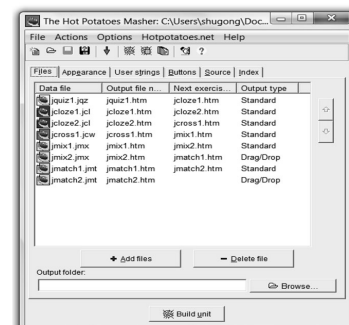 The Hot Potatoes Masher: C:\Users\shugong\Doc...
File Actions Options Hotpotatoes.net Help
Files Appearance User strings Buttons Source Index
Data file Output file n... Next exercis... Output type
jquiz1.jqz jquiz1.htm jcloze1.htm Standard
jcloze1.jcl jcloze1.htm jcloze2.htm Standard
jcloze2.jcl jcloze2.htm jcross1.htm Standard
jcross1.jcw jcross1.htm jmix1.htm Standard
jmix1.jmx jmix1.htm jmix2.htm Standard
jmix2.jmx jmix2.htm jmatch1.htm Drag/Drop
jmatch1.jmt jmatch1.htm jmatch2.htm Standard
jmatch2.jmt jmatch2.htm Drag/Drop
Add files Delete file
Output folder:
Browse...
Build unit